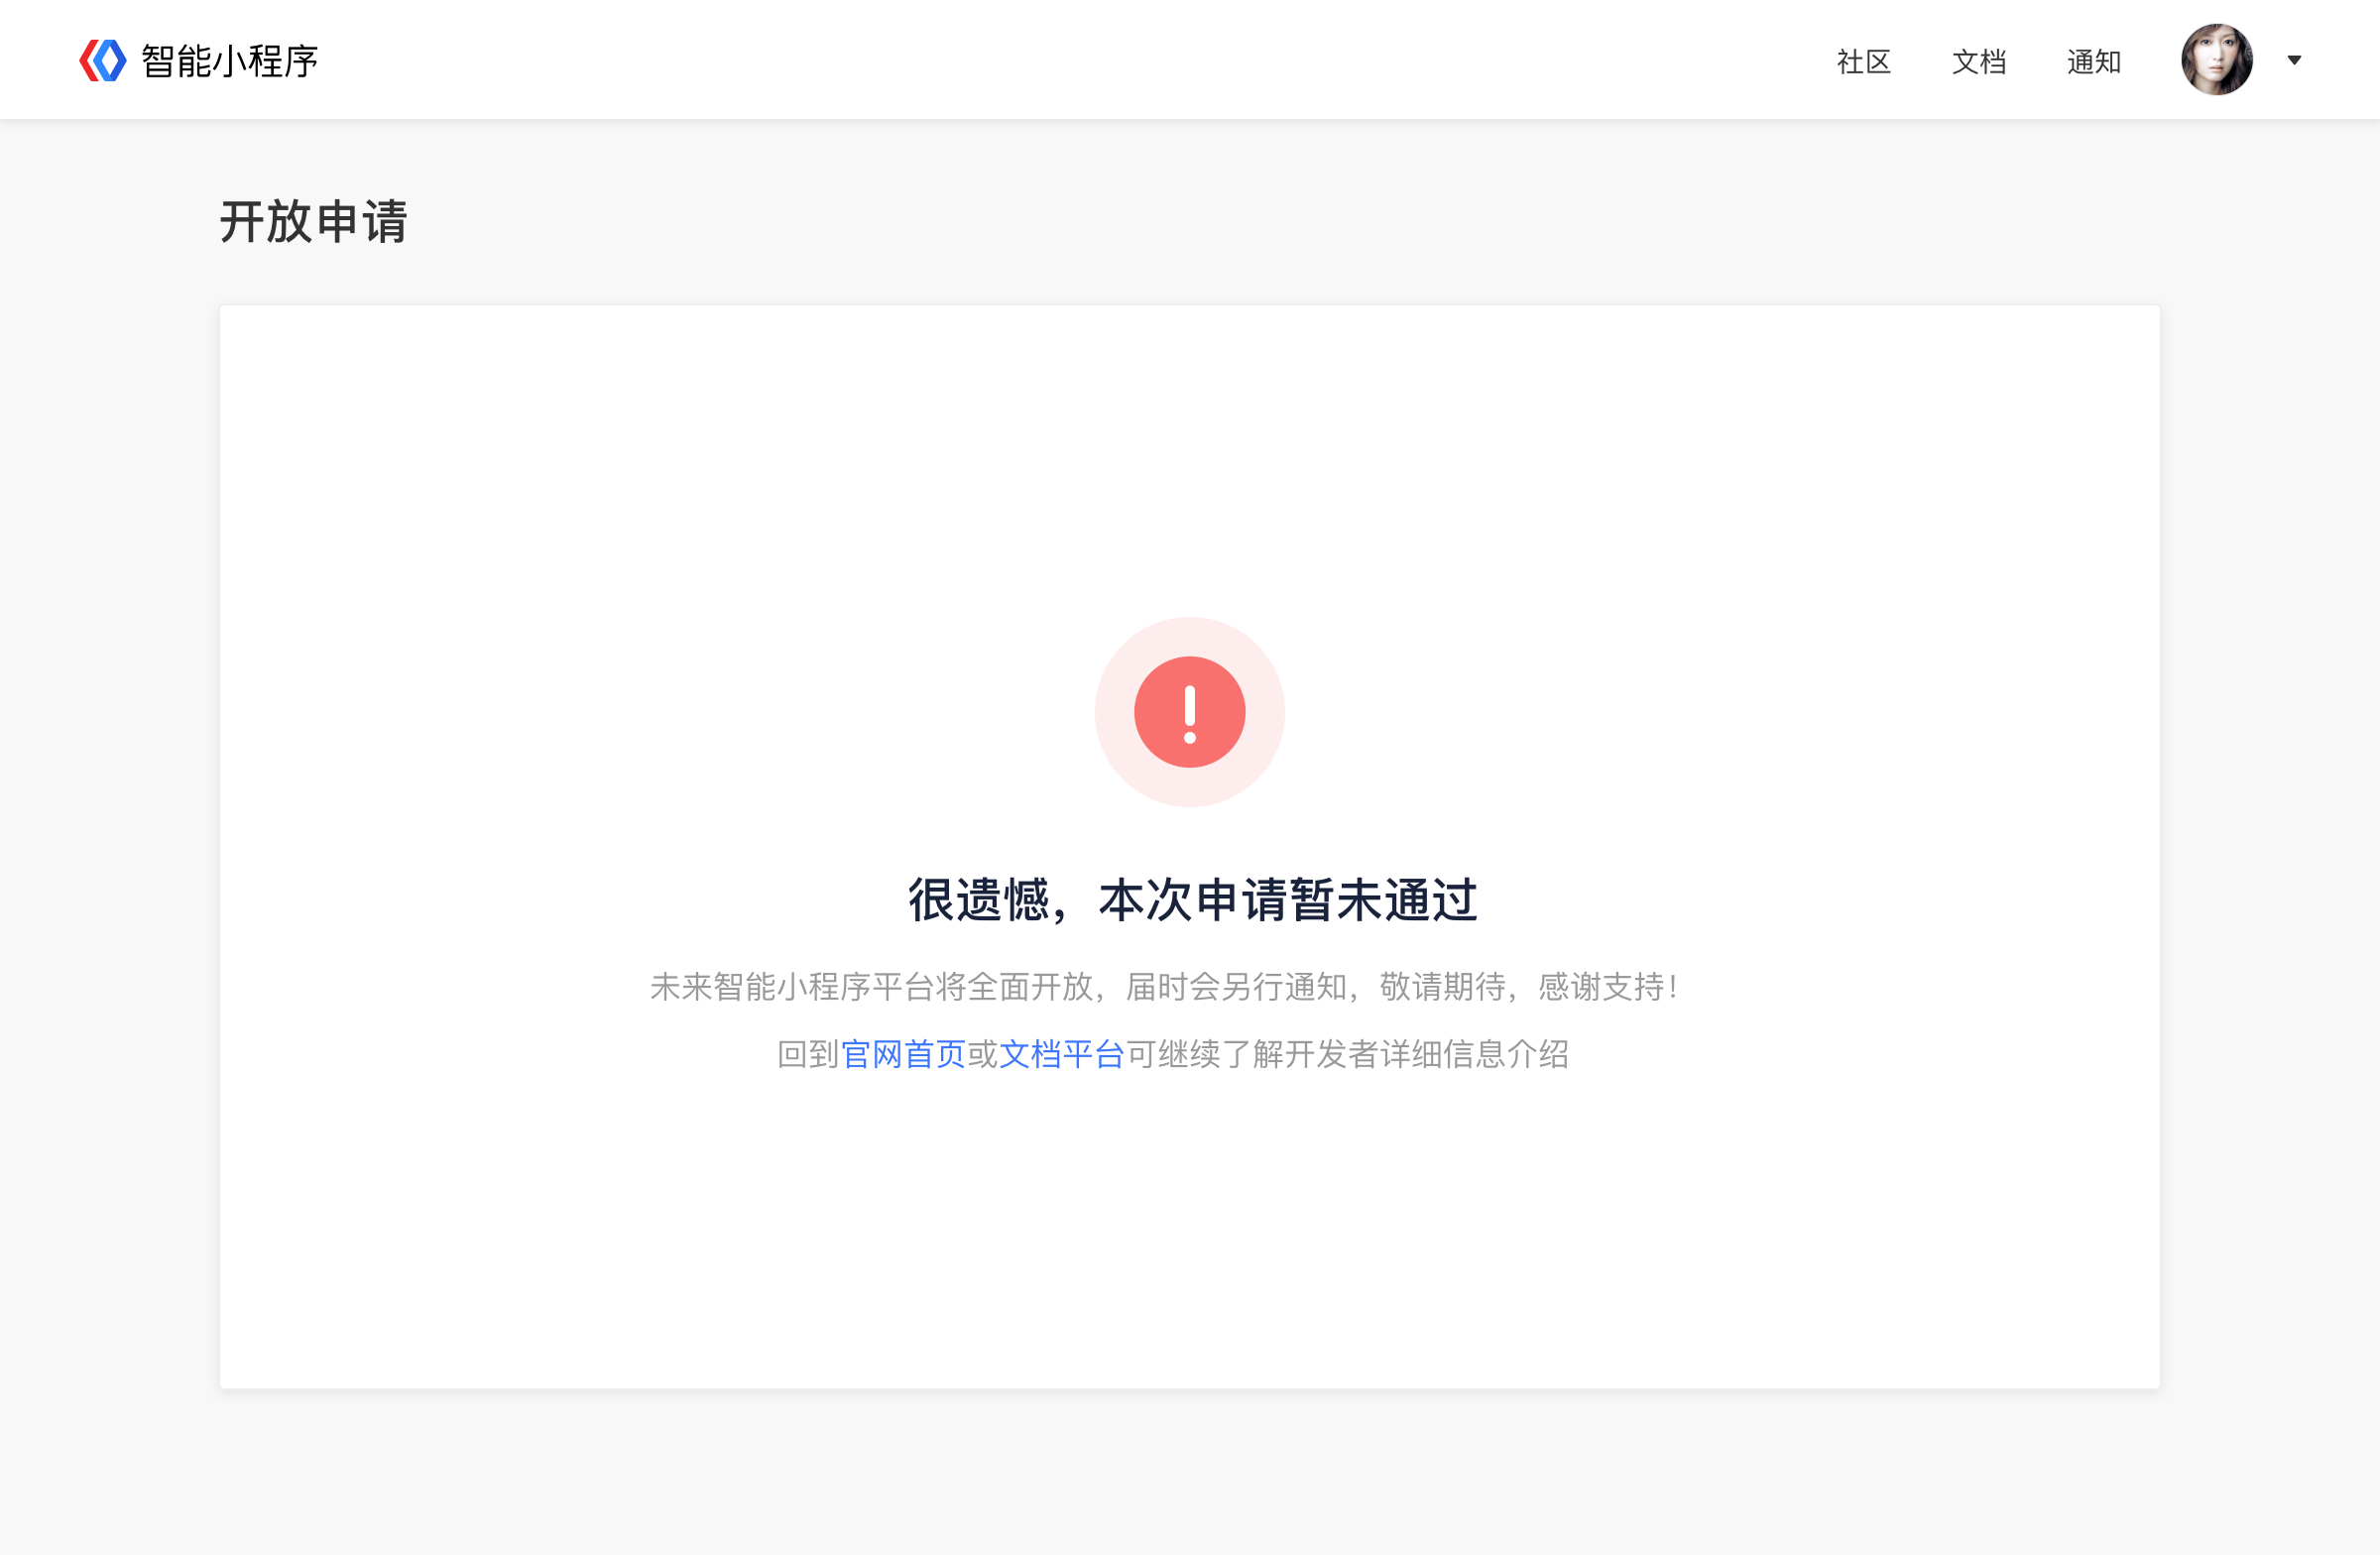 智能小程序
社区 文档 通知
开放申请
很遗憾，本次申请暂未通过
未来智能小程序平台将全面开放，届时会另行通知，敬请期待，感谢支持！
回到官网首页或文档平台可继续了解开发者详细信息介绍